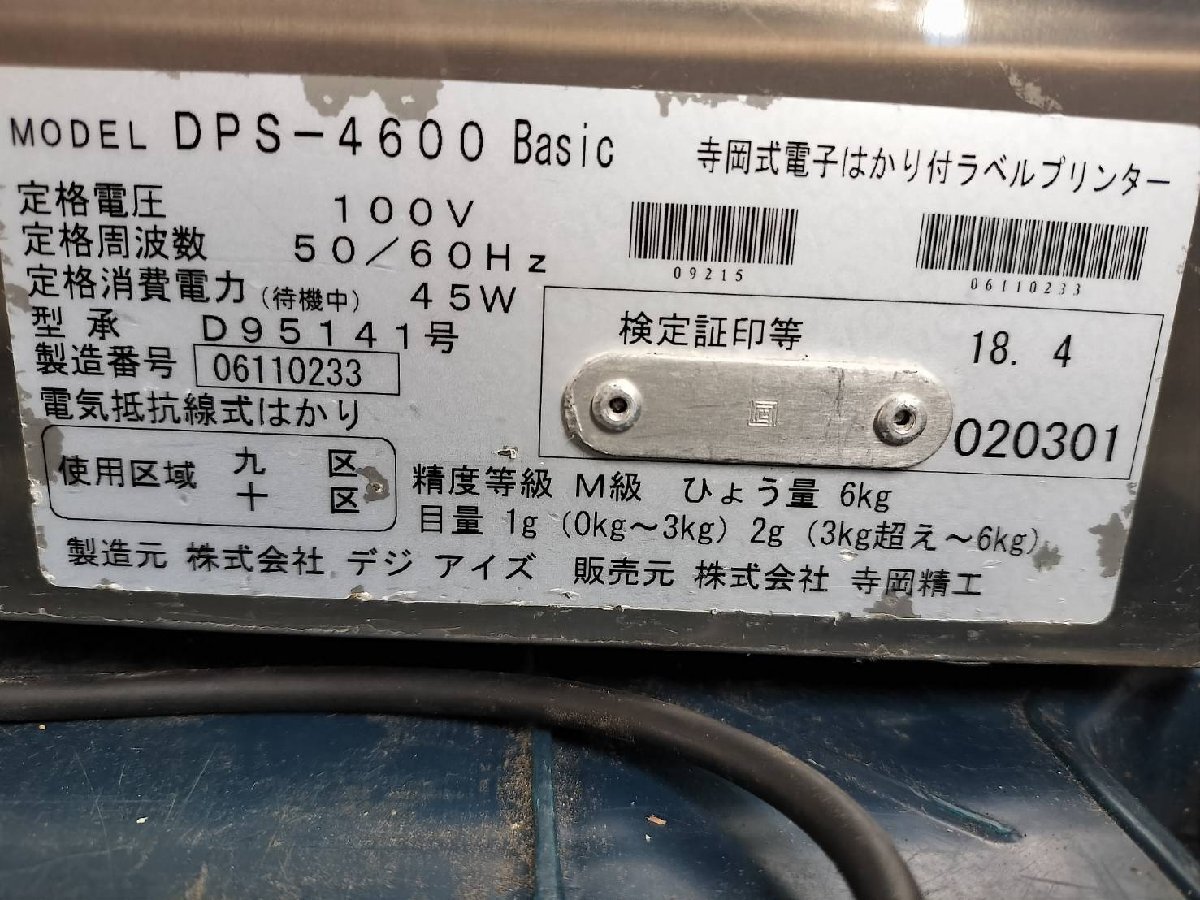 MODEL DPS-4600 Basic
寺岡式電子はかり付ラベルプリンター
定格電圧 100V
定格周波数 50/60Hz
定格消費電力(待機中) 45W
09215
06110233
型承 D95141号
製造番号 06110233
電気抵抗線式はかり
検定証印等 18. 4
020301
使用区域 九 区
十 区
精度等級 M級 ひょう量 6kg
目量 1g (0kg～3kg) 2g (3kg超え～6kg)
製造元 株式会社 デジ アイズ 販売元 株式会社 寺岡精工